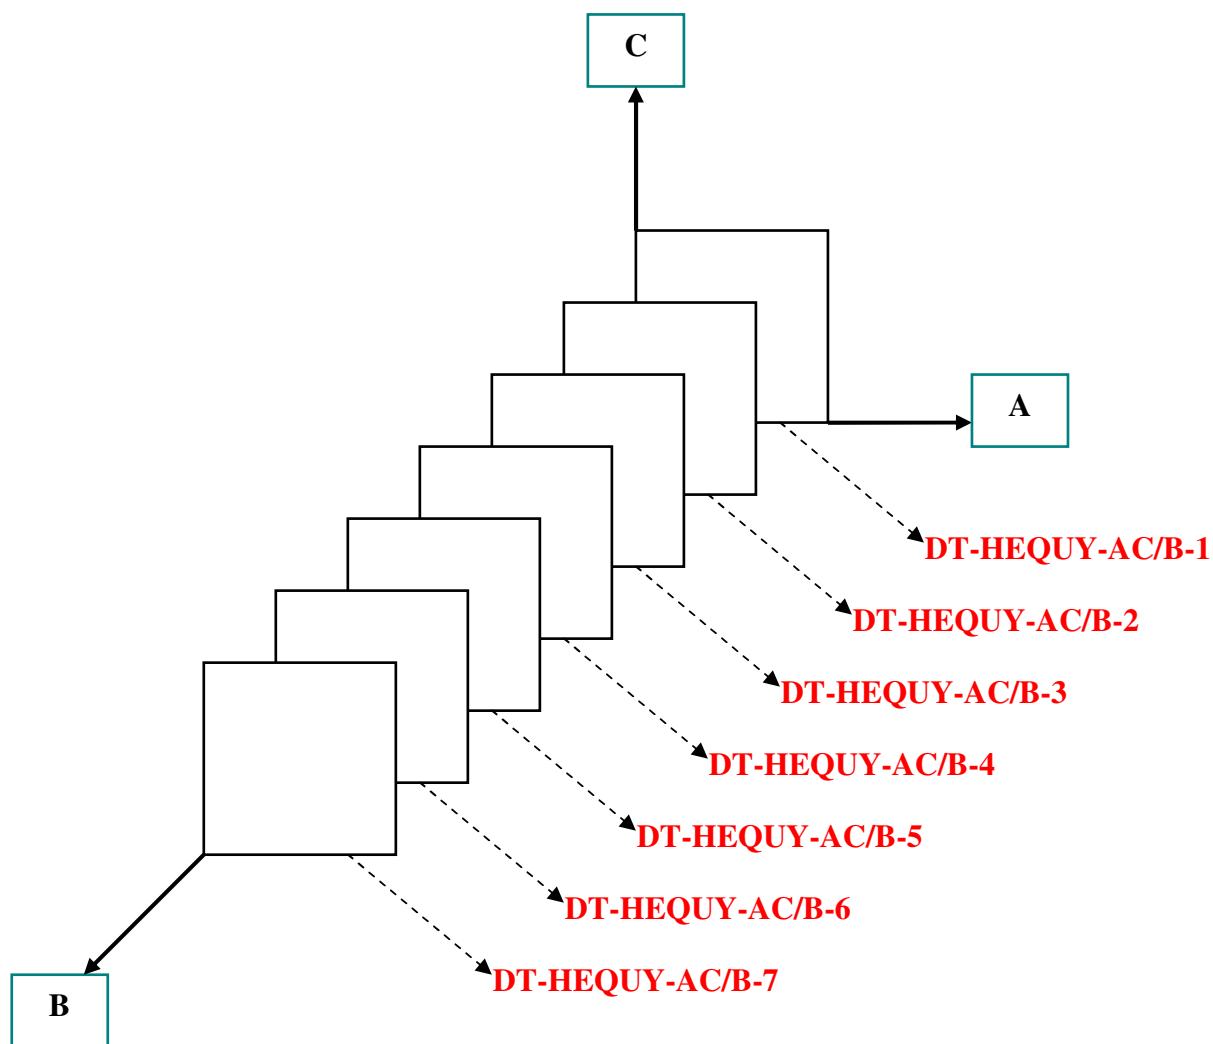 C
A
DT-HEQUY-AC/B-1
DT-HEQUY-AC/B-2
DT-HEQUY-AC/B-3
DT-HEQUY-AC/B-4
DT-HEQUY-AC/B-5
DT-HEQUY-AC/B-6
DT-HEQUY-AC/B-7
B